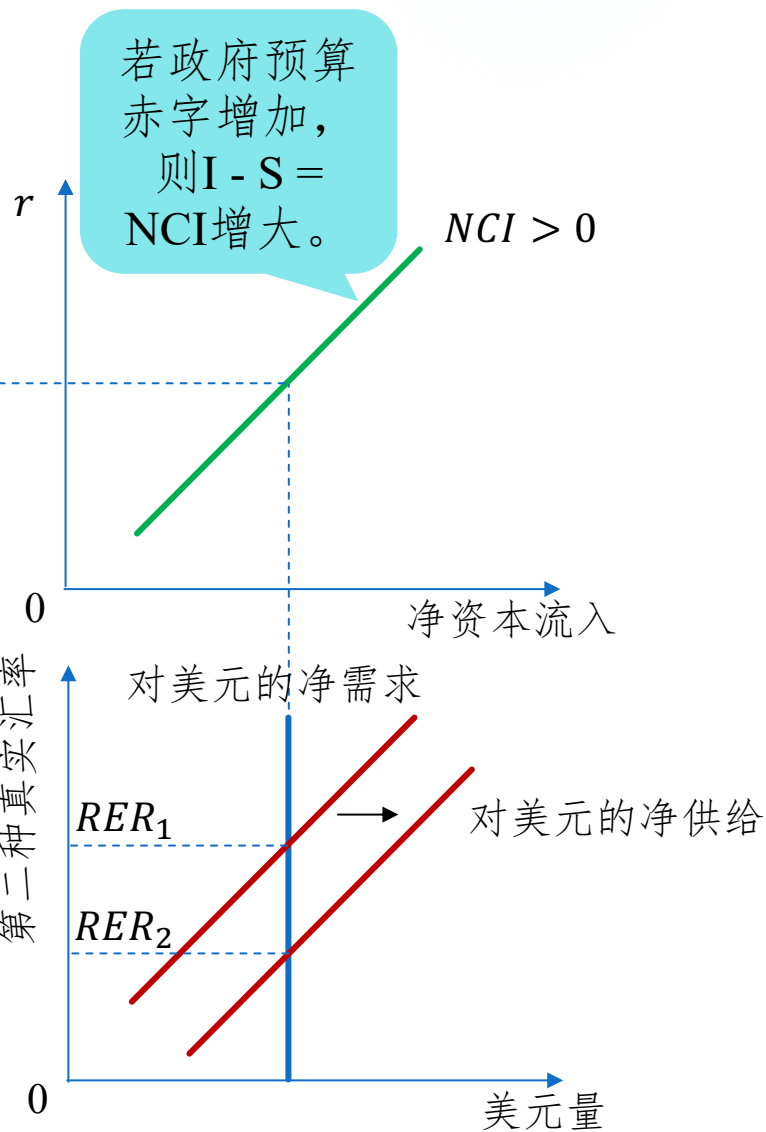 若政府预算
赤字增加，
则I - S =
NCI增大。
r
NCI > 0
0
净资本流入
第二种真实汇率
对美元的净需求
RER₁
对美元的净供给
RER₂
0
美元量